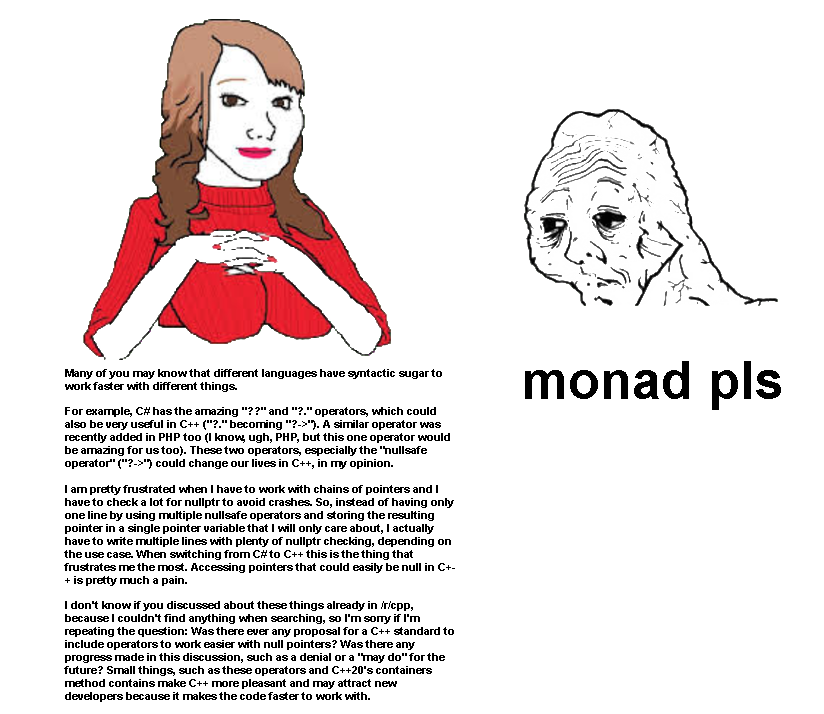 Many of you may know that different languages have syntactic sugar to
work faster with different things.
For example, C# has the amazing "??" and "?." operators, which could
also be very useful in C++ ("?." becoming "?->"). A similar operator was
recently added in PHP too (I know, ugh, PHP, but this one operator would
be amazing for us too). These two operators, especially the "nullsafe
operator" ("?->") could change our lives in C++, in my opinion.
I am pretty frustrated when I have to work with chains of pointers and I
have to check a lot for nullptr to avoid crashes. So, instead of having only
one line by using multiple nullsafe operators and storing the resulting
pointer in a single pointer variable that I will only care about, I actually
have to write multiple lines with plenty of nullptr checking, depending on
the use case. When switching from C# to C++ this is the thing that
frustrates me the most. Accessing pointers that could easily be null in C+-
+ is pretty much a pain.
I don't know if you discussed about these things already in /r/cpp,
because I couldn't find anything when searching, so I'm sorry if I'm
repeating the question: Was there ever any proposal for a C++ standard to
include operators to work easier with null pointers? Was there any
progress made in this discussion, such as a denial or a "may do" for the
future? Small things, such as these operators and C++20's containers
method contains make C++ more pleasant and may attract new
developers because it makes the code faster to work with.
monad pls